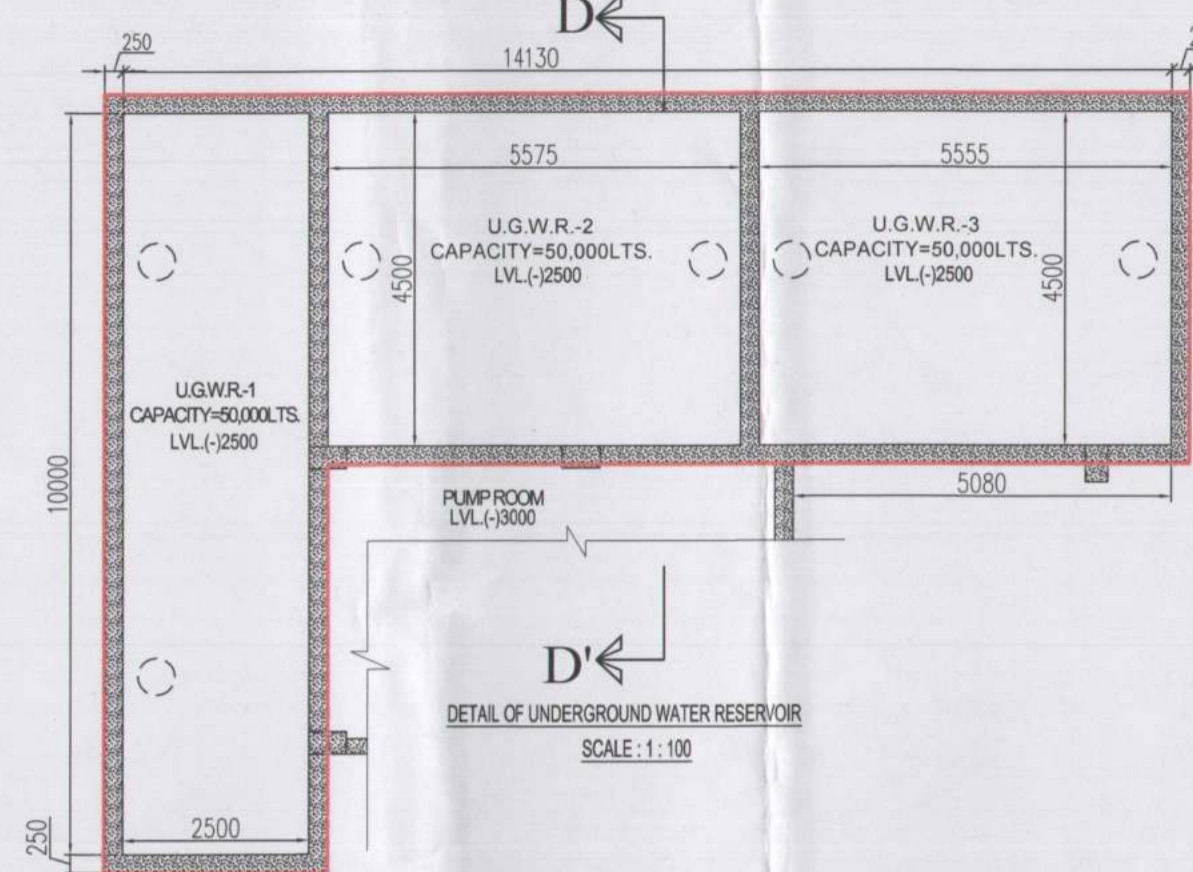 D
250
14130
5575
5555
U.G.W.R.-2
CAPACITY=50,000LTS.
LVL.(-)2500
U.G.W.R.-3
CAPACITY=50,000LTS.
LVL.(-)2500
4500
4500
U.G.W.R.-1
CAPACITY=50,000LTS.
LVL.(-)2500
10000
PUMP ROOM
LVL.(-)3000
5080
D'
DETAIL OF UNDERGROUND WATER RESERVOIR
SCALE : 1 : 100
2500
250